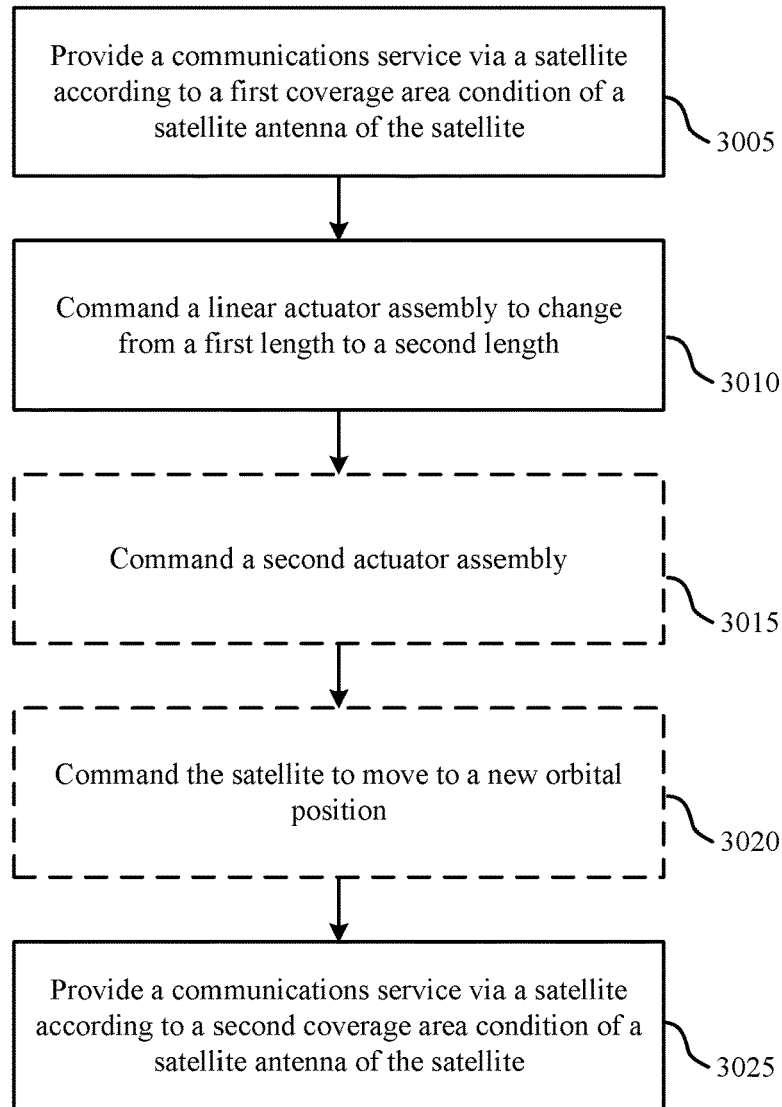 Provide a communications service via a satellite
according to a first coverage area condition of a
satellite antenna of the satellite
3005
Command a linear actuator assembly to change
from a first length to a second length
3010
Command a second actuator assembly
3015
Command the satellite to move to a new orbital
position
3020
Provide a communications service via a satellite
according to a second coverage area condition of a
satellite antenna of the satellite
3025